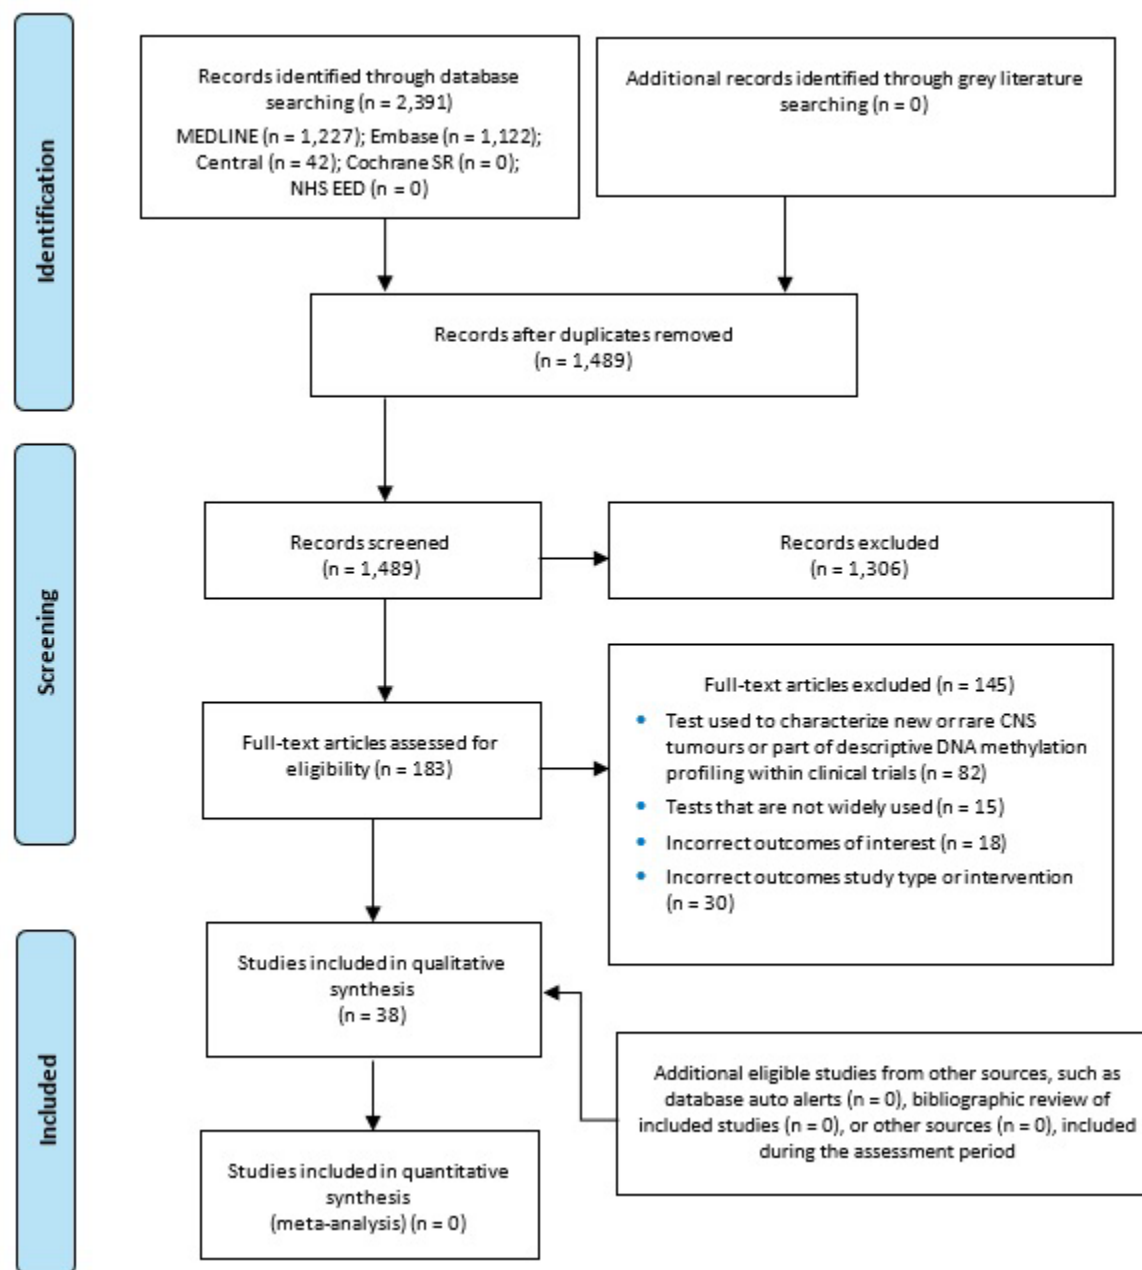 Identification
Records identified through database
searching (n = 2,391)
MEDLINE (n = 1,227); Embase (n = 1,122);
Central (n = 42); Cochrane SR (n = 0);
NHS EED (n = 0)
Additional records identified through grey literature
searching (n = 0)
Records after duplicates removed
(n = 1,489)
Screening
Records screened
(n = 1,489)
Records excluded
(n = 1,306)
Full-text articles assessed for
eligibility (n = 183)
Full-text articles excluded (n = 145)
• Test used to characterize new or rare CNS
tumours or part of descriptive DNA methylation
profiling within clinical trials (n = 82)
• Tests that are not widely used (n = 15)
• Incorrect outcomes of interest (n = 18)
• Incorrect outcomes study type or intervention
(n = 30)
Included
Studies included in qualitative
synthesis
(n = 38)
Additional eligible studies from other sources, such as
database auto alerts (n = 0), bibliographic review of
included studies (n = 0), or other sources (n = 0), included
during the assessment period
Studies included in quantitative
synthesis
(meta-analysis) (n = 0)